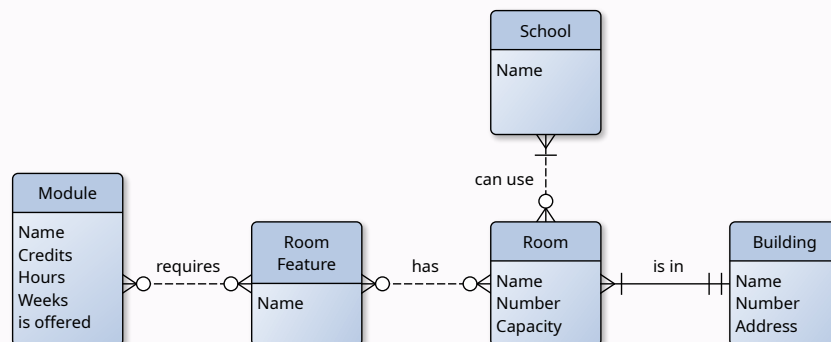 School
Name
can use
Module
Name
Credits
Hours
Weeks
is offered
requires
Room
Feature
Name
has
Room
Name
Number
Capacity
is in
Building
Name
Number
Address